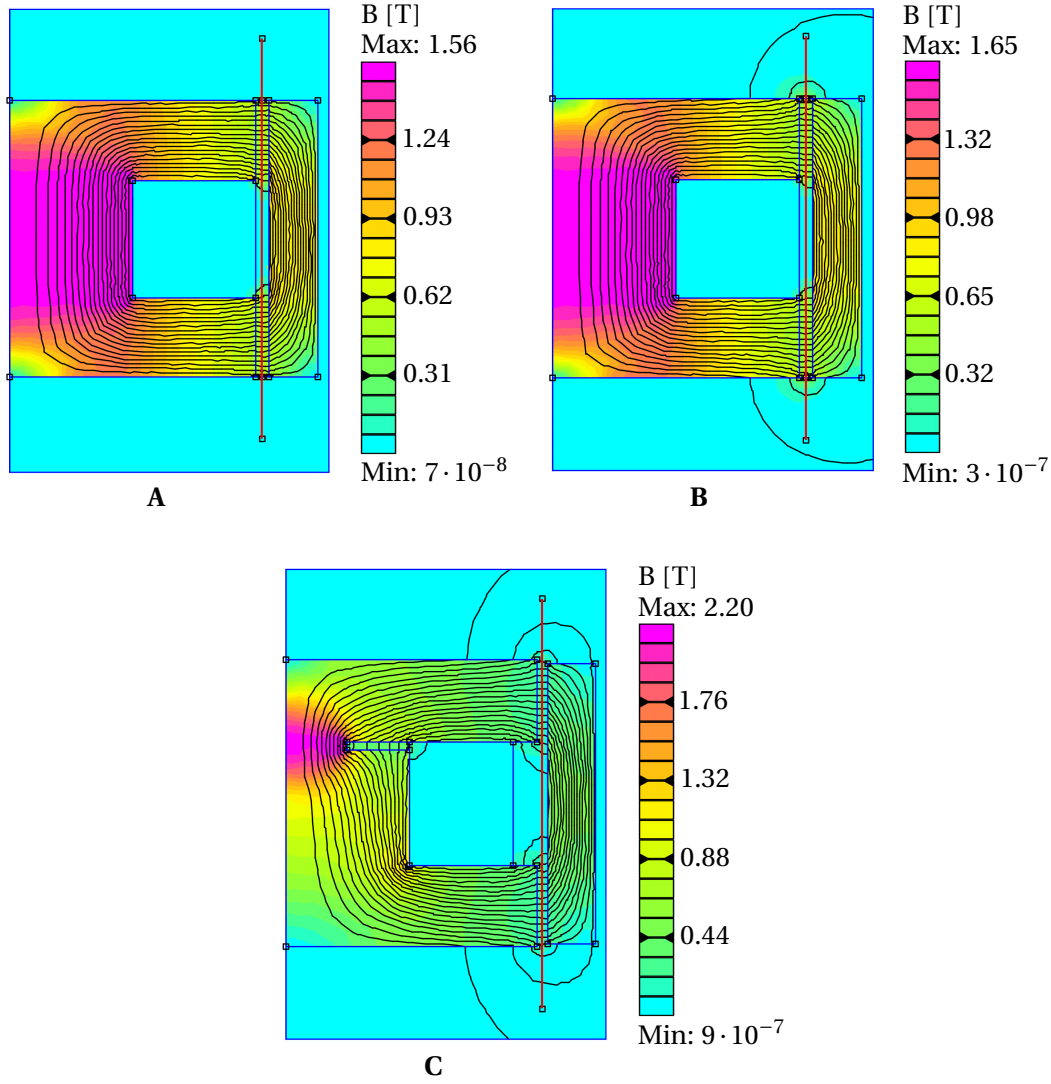 B [T]
Max: 1.56
1.24
0.93
0.62
0.31
Min: 7·10⁻⁸
A
B [T]
Max: 1.65
1.32
0.98
0.65
0.32
Min: 3·10⁻⁷
B
B [T]
Max: 2.20
1.76
1.32
0.88
0.44
Min: 9·10⁻⁷
C